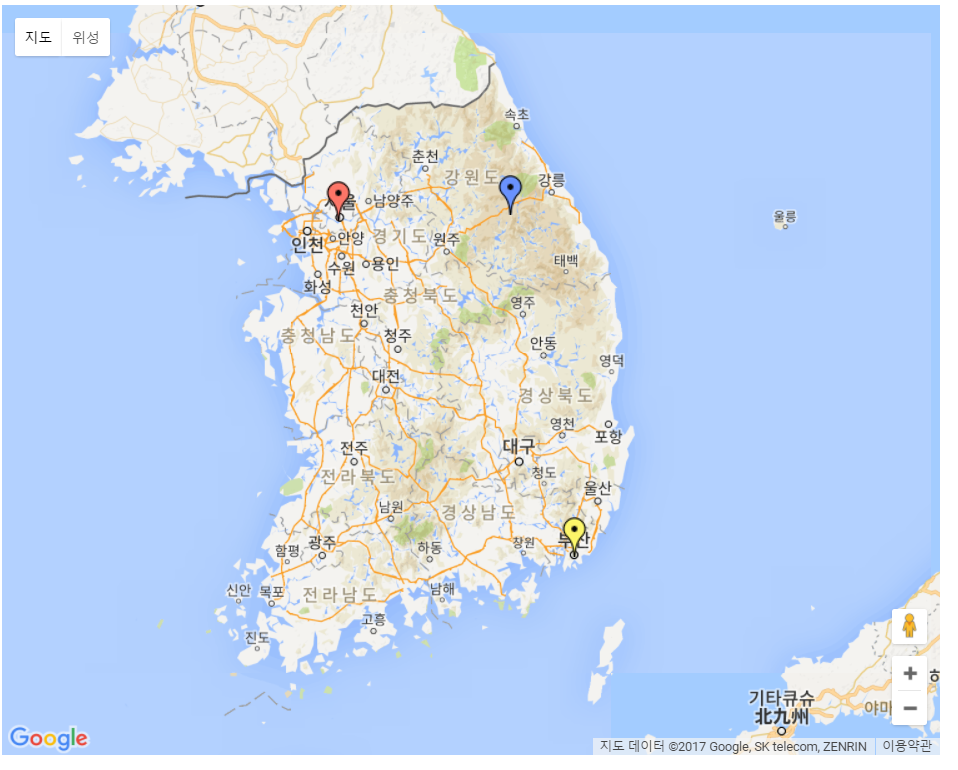 지도 위성
속초
춘천
강원도
강릉
남양주
울릉
인천
안양
경기도
원주
수원
용인
태백
화성
충청북도
영주
천안
충청남도
청주
안동
영덕
대전
경상북도
영천
포항
전주
대구
전라북도
청도
울산
남원
경상남도
창원
함평
광주
하동
신안
목포
전라남도
남해
고흥
진도
기타큐슈
北九州
Google
지도 데이터 ©2017 Google, SK telecom, ZENRIN 이용약관